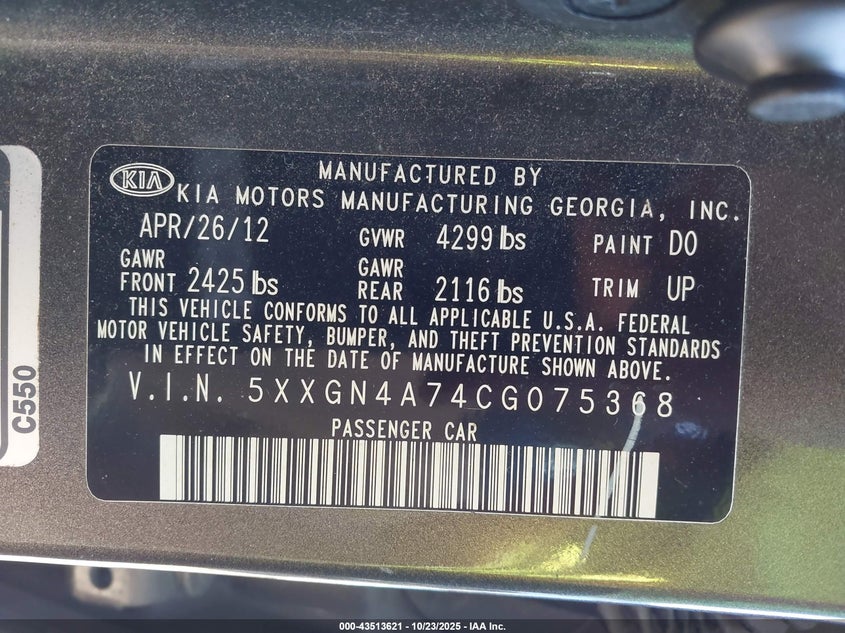 KIA
MANUFACTURED BY
KIA MOTORS MANUFACTURING GEORGIA, INC.
APR/26/12 GVWR 4299 lbs PAINT D0
GAWR FRONT 2425 lbs GAWR REAR 2116 lbs TRIM UP
THIS VEHICLE CONFORMS TO ALL APPLICABLE U.S.A. FEDERAL
MOTOR VEHICLE SAFETY, BUMPER, AND THEFT PREVENTION STANDARDS
IN EFFECT ON THE DATE OF MANUFACTURE SHOWN ABOVE.
V.I.N. 5XXGN4A74CG075368
PASSENGER CAR
C550
000-43513621 | 10/23/2025 - IAA Inc.